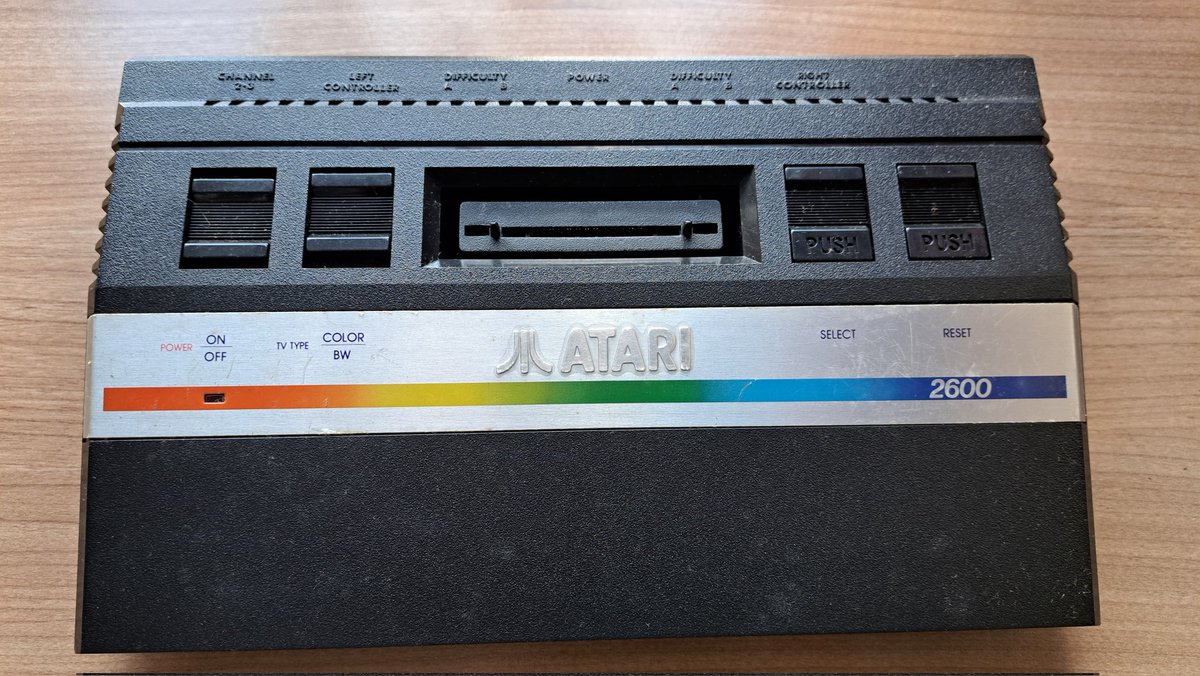 CHANNEL
2-3
LEFT
CONTROLLER
DIFFICULTY
A B
POWER
DIFFICULTY
A B
RIGHT
CONTROLLER
PUSH
PUSH
POWER
ON
OFF
TV TYPE
COLOR
BW
ATARI
SELECT
RESET
2600